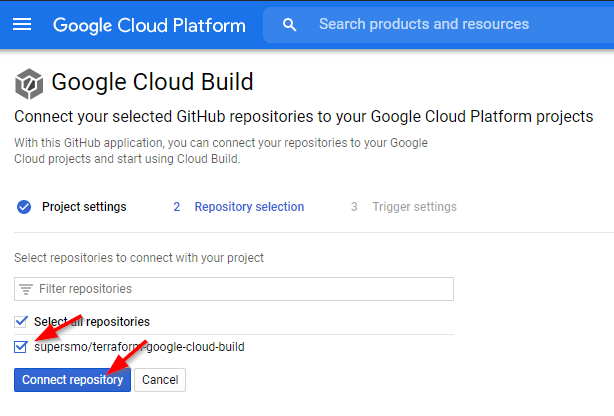 Google Cloud Platform
Search products and resources
Google Cloud Build
Connect your selected GitHub repositories to your Google Cloud Platform projects
With this GitHub application, you can connect your repositories to your Google
Cloud projects and start using Cloud Build.
Project settings
2 Repository selection
3 Trigger settings
Select repositories to connect with your project
Filter repositories
Select all repositories
supersmo/terraform-google-cloud-build
Connect repository
Cancel